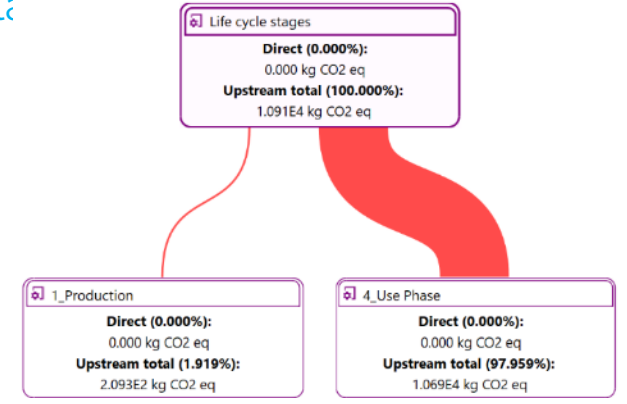 Life cycle stages
Direct (0.000%):
0.000 kg CO2 eq
Upstream total (100.000%):
1.091E4 kg CO2 eq
1_Production
Direct (0.000%):
0.000 kg CO2 eq
Upstream total (1.919%):
2.093E2 kg CO2 eq
4_Use Phase
Direct (0.000%):
0.000 kg CO2 eq
Upstream total (97.959%):
1.069E4 kg CO2 eq